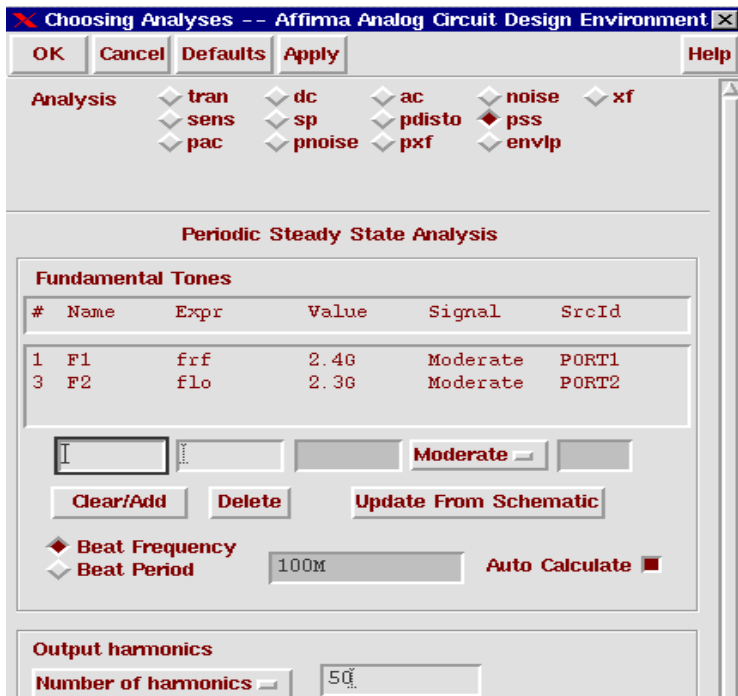 Choosing Analyses -- Affirma Analog Circuit Design Environment
OK Cancel Defaults Apply Help
Analysis tran dc ac noise xf
sens sp pdisto pss
pac pnoise pxf envlp
Periodic Steady State Analysis
Fundamental Tones
# Name Expr Value Signal SrcId
1 F1 frf 2.4G Moderate PORT1
3 F2 flo 2.3G Moderate PORT2
Moderate
Clear/Add Delete Update From Schematic
Beat Frequency
Beat Period 100M Auto Calculate
Output harmonics
Number of harmonics 50